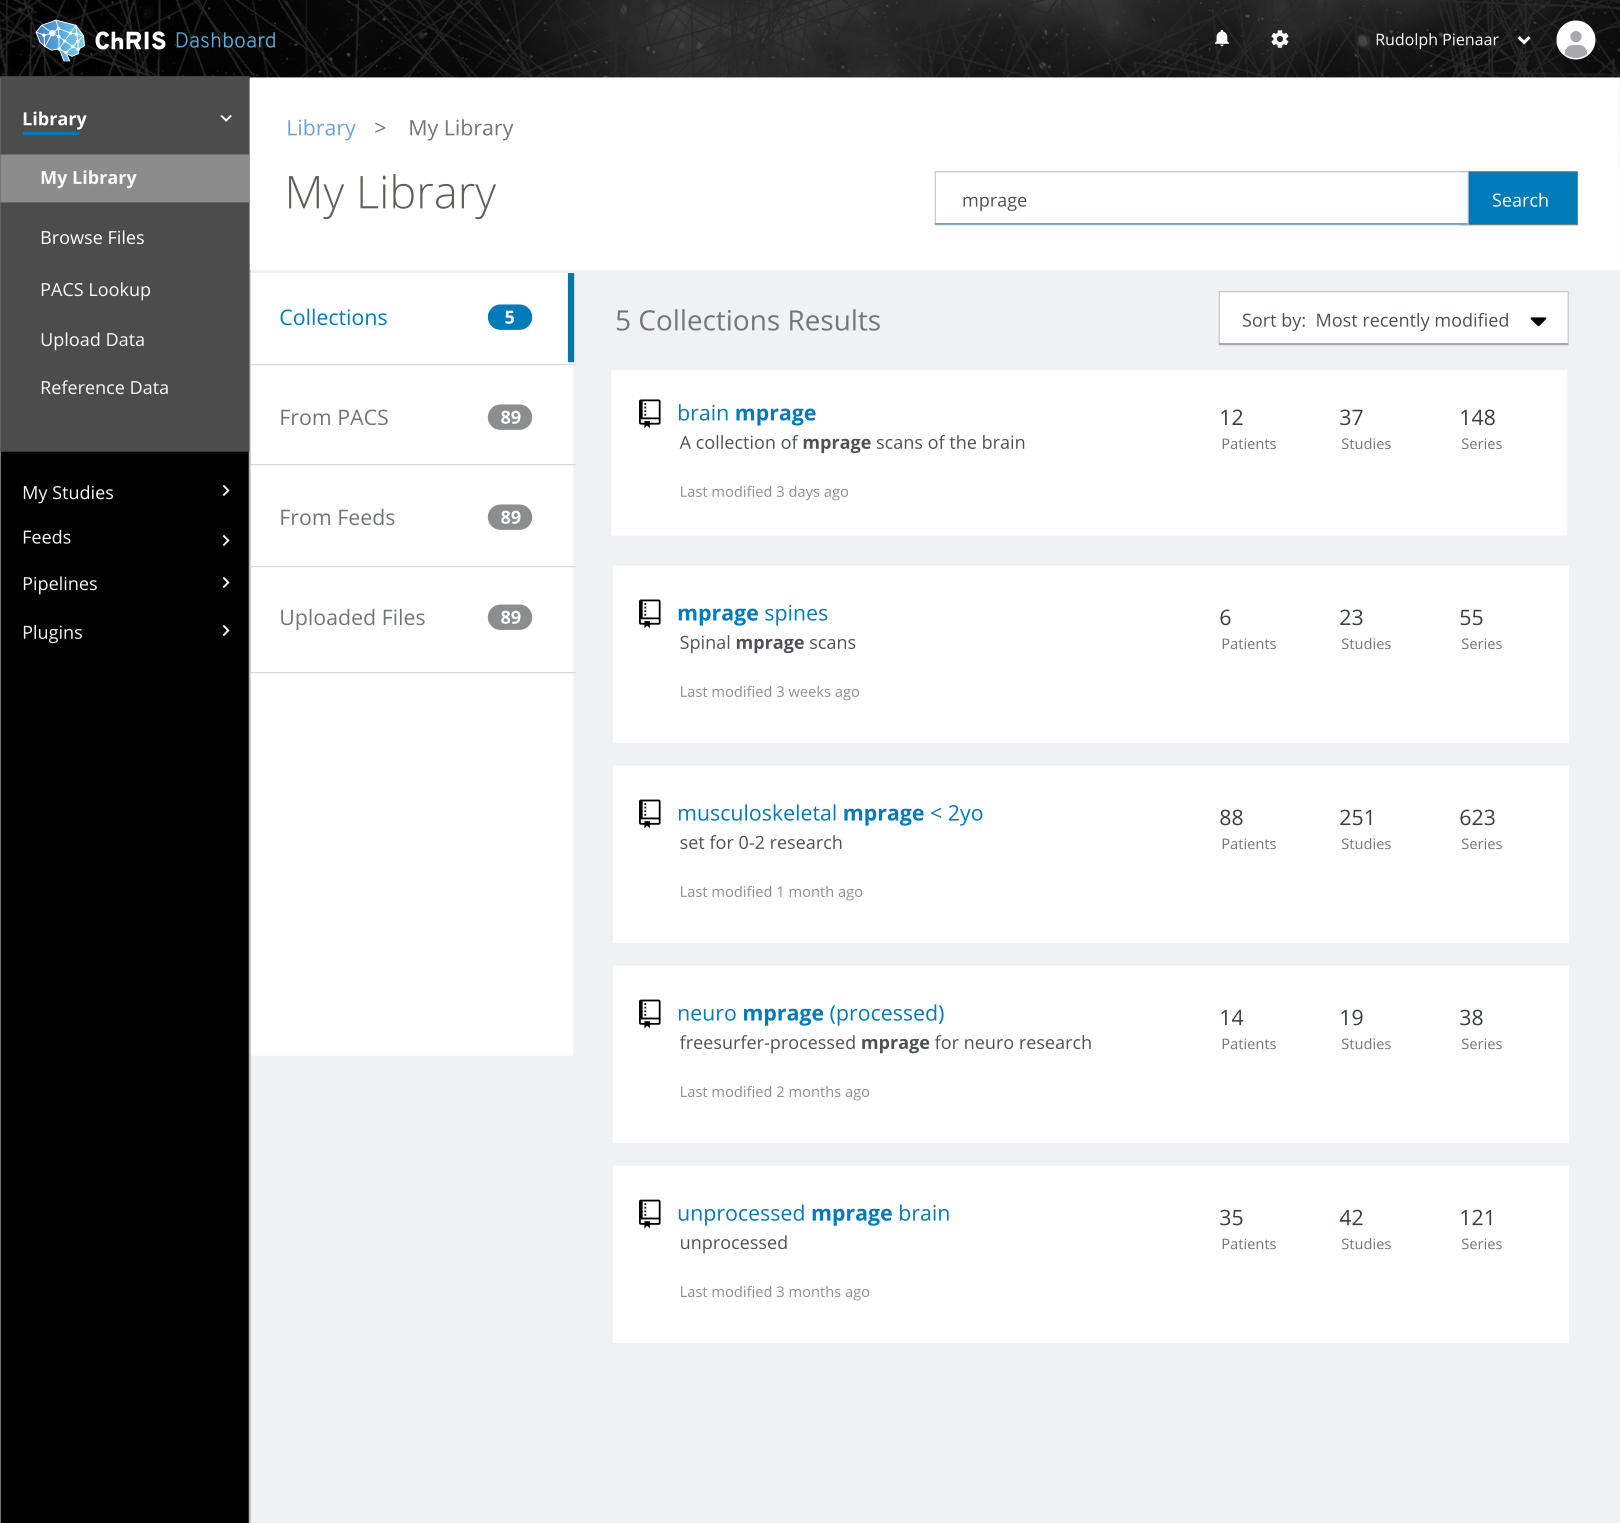 ChRIS Dashboard
Rudolph Pienaar
Library
My Library
Browse Files
PACS Lookup
Upload Data
Reference Data
My Studies
Feeds
Pipelines
Plugins
Library > My Library
My Library
mprage
Search
Collections 5
From PACS 89
From Feeds 89
Uploaded Files 89
5 Collections Results
Sort by: Most recently modified
brain mprage
A collection of mprage scans of the brain
Last modified 3 days ago
12 37 148
Patients Studies Series
mprage spines
Spinal mprage scans
Last modified 3 weeks ago
6 23 55
Patients Studies Series
musculoskeletal mprage < 2yo
set for 0-2 research
Last modified 1 month ago
88 251 623
Patients Studies Series
neuro mprage (processed)
freesurfer-processed mprage for neuro research
Last modified 2 months ago
14 19 38
Patients Studies Series
unprocessed mprage brain
unprocessed
Last modified 3 months ago
35 42 121
Patients Studies Series